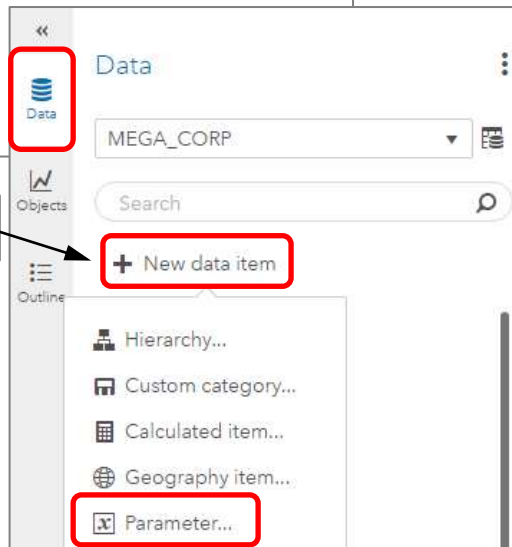 «
Data
Data
MEGA_CORP
Objects
Search
+ New data item
Outline
Hierarchy...
Custom category...
Calculated item...
Geography item...
x Parameter...